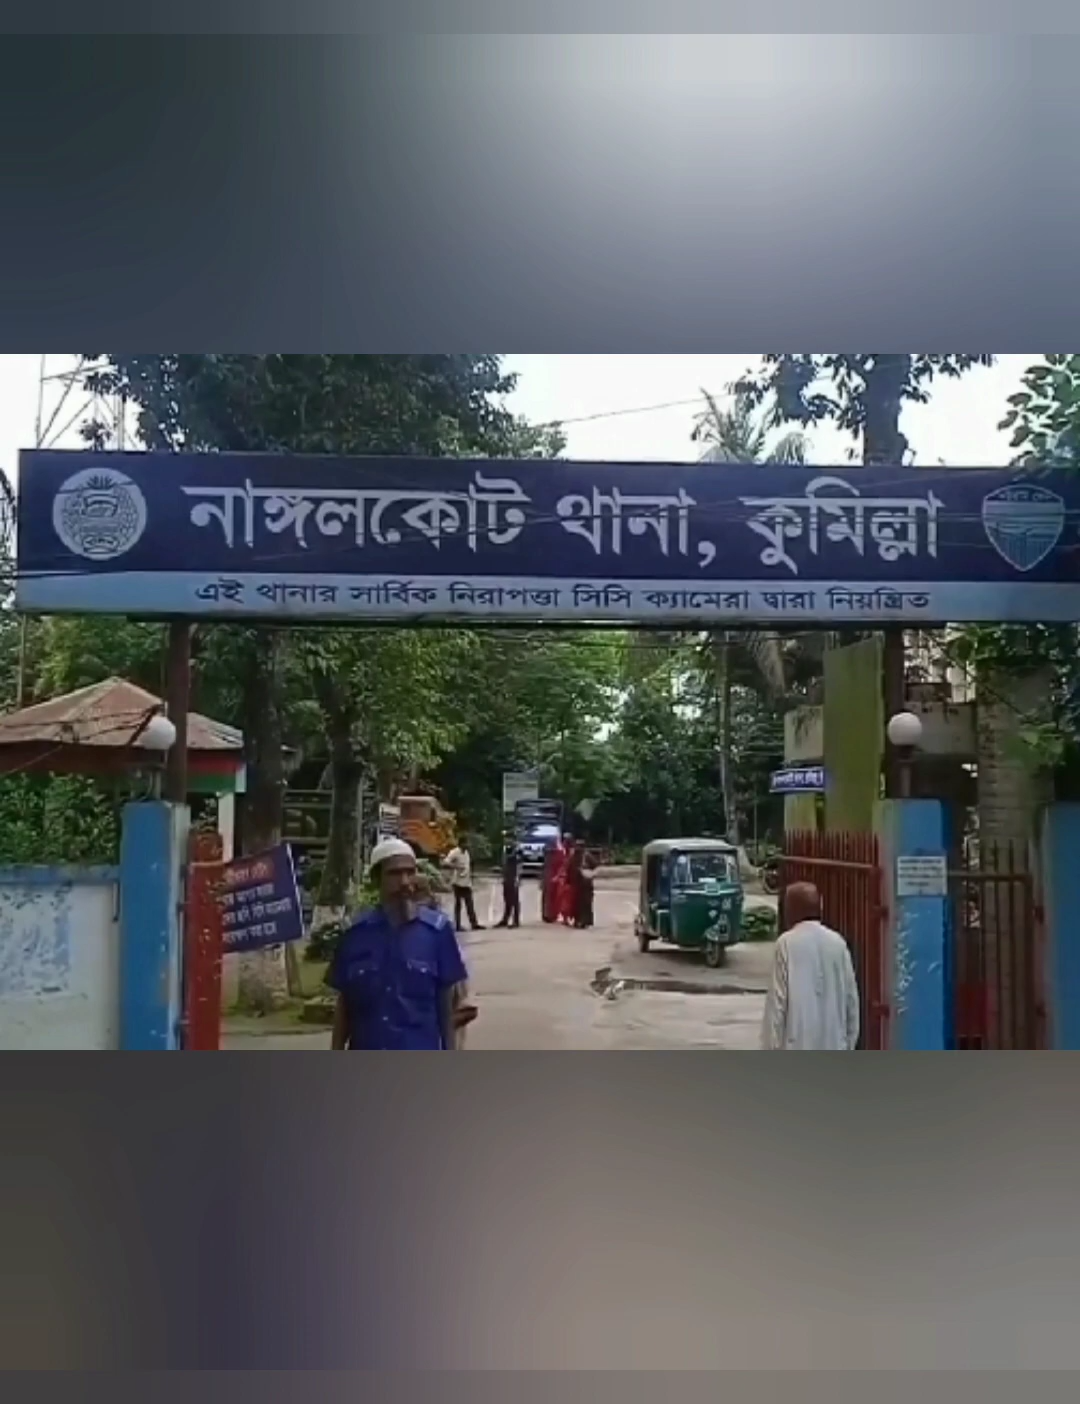 নাঙ্গলকোট থানা, কুমিল্লা
এই থানার সার্বিক নিরাপত্তা সিসি ক্যামেরা দ্বারা নিয়ন্ত্রিত